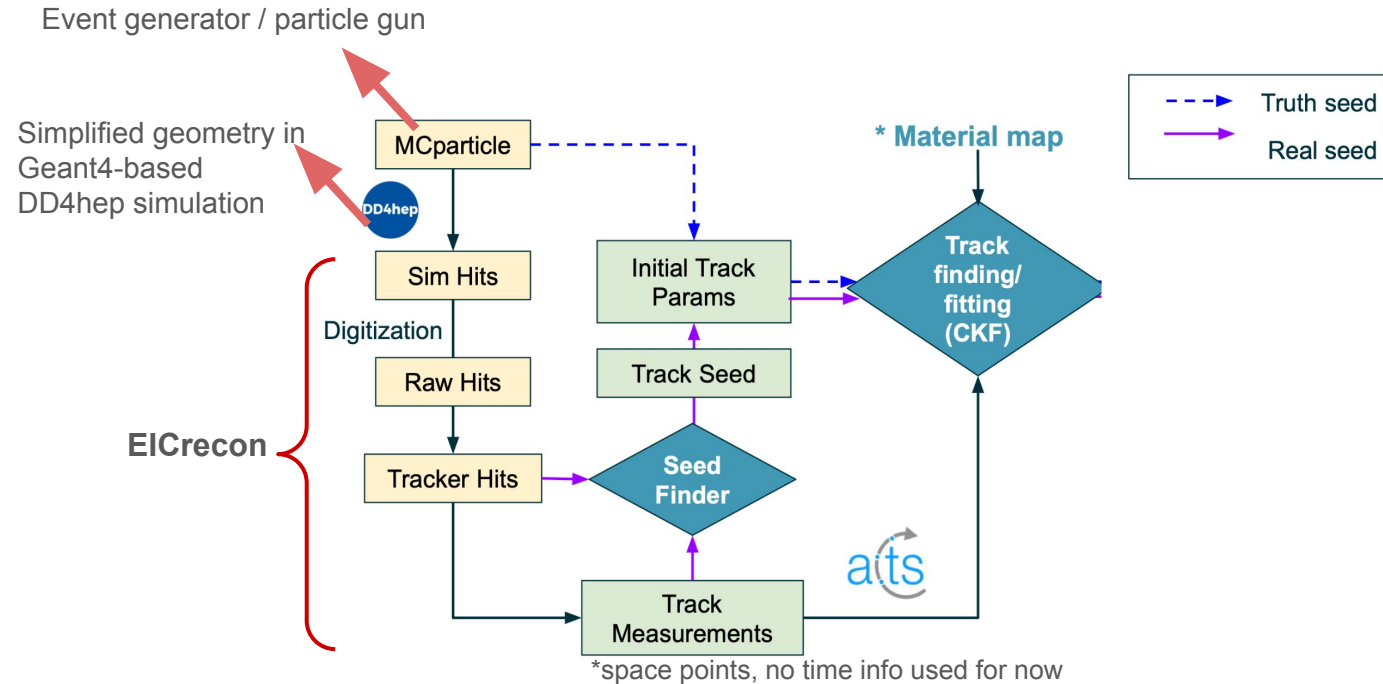 Event generator / particle gun
Simplified geometry in
Geant4-based
DD4hep simulation
MCparticle
DD4hep
* Material map
Truth seed
Real seed
Sim Hits
Initial Track
Params
Track
finding/
fitting
(CKF)
Digitization
Raw Hits
Track Seed
EICrecon
Tracker Hits
Seed
Finder
acts
Track
Measurements
*space points, no time info used for now